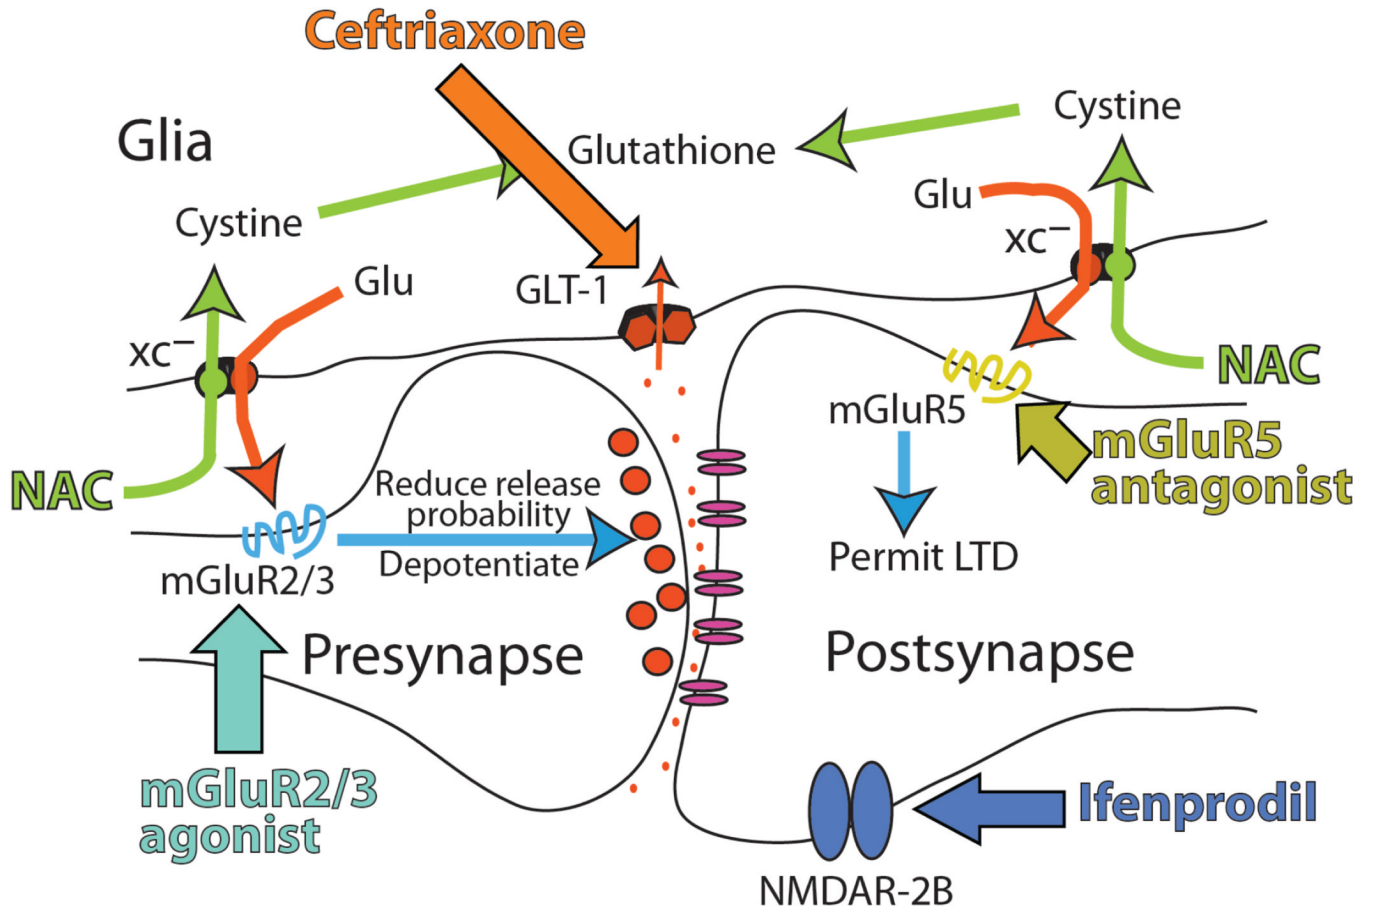 Ceftriaxone
Glia
Glutathione
Cystine
Cystine
Glu
xc−
Glu
GLT-1
xc−
NAC
NAC
mGluR5
mGluR5
antagonist
Reduce release
probability
Depotentiate
mGluR2/3
Permit LTD
Presynapse
Postsynapse
mGluR2/3
agonist
Ifenprodil
NMDAR-2B